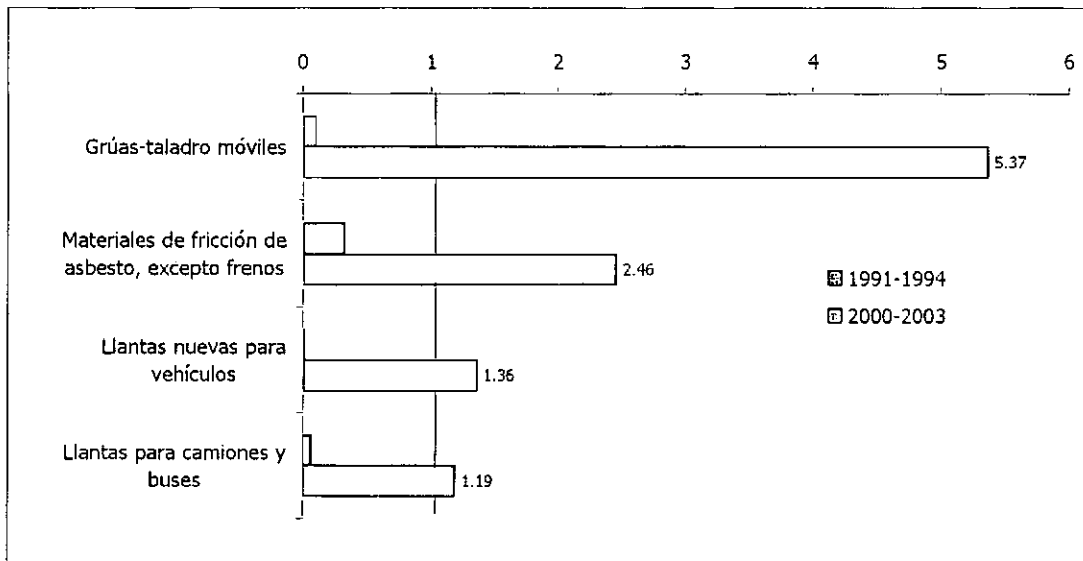 0 1 2 3 4 5 6
Grúas-taladro móviles
5.37
Materiales de fricción de
asbesto, excepto frenos
2.46
1991-1994
2000-2003
Llantas nuevas para
vehículos
1.36
Llantas para camiones y
buses
1.19